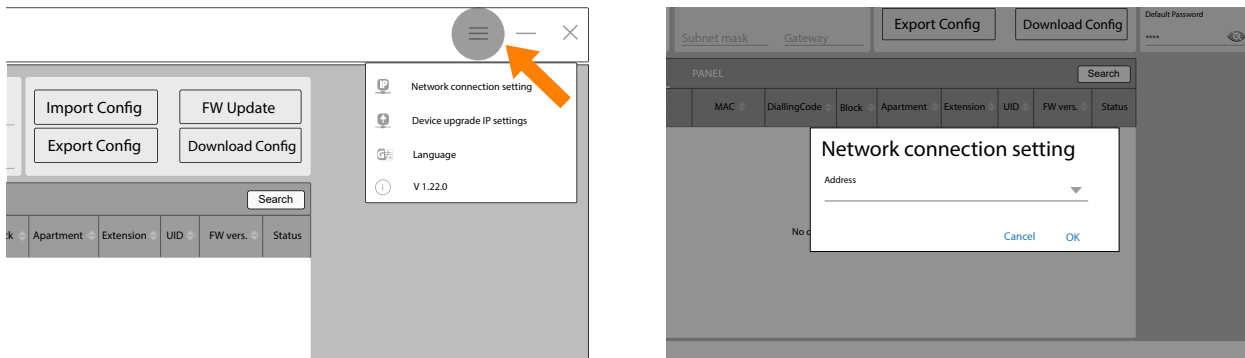 Network connection setting
Import Config
FW Update
Device upgrade IP settings
Export Config
Download Config
Language
V 1.22.0
Search
Apartment
Extension
UID
FW vers.
Status
Default Password
Export Config
Download Config
Subnet mask
Gateway
****
PANEL
Search
MAC
DiallingCode
Block
Apartment
Extension
UID
FW vers.
Status
Network connection setting
Address
Cancel
OK